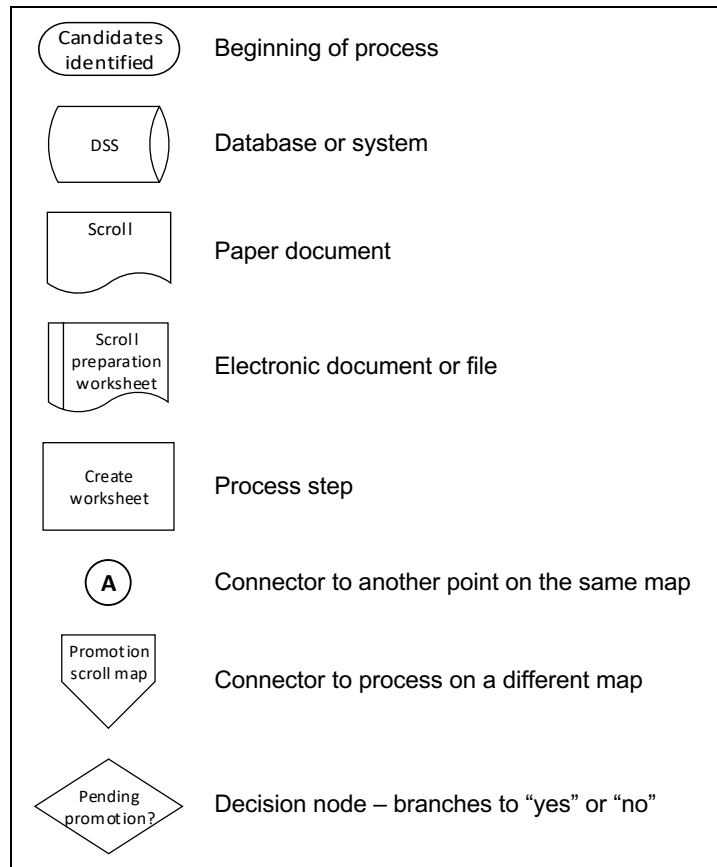 Candidates
identified
Beginning of process
DSS
Database or system
Scroll
Paper document
Scroll
preparation
worksheet
Electronic document or file
Create
worksheet
Process step
A
Connector to another point on the same map
Promotion
scroll map
Connector to process on a different map
Pending
promotion?
Decision node – branches to “yes” or “no”